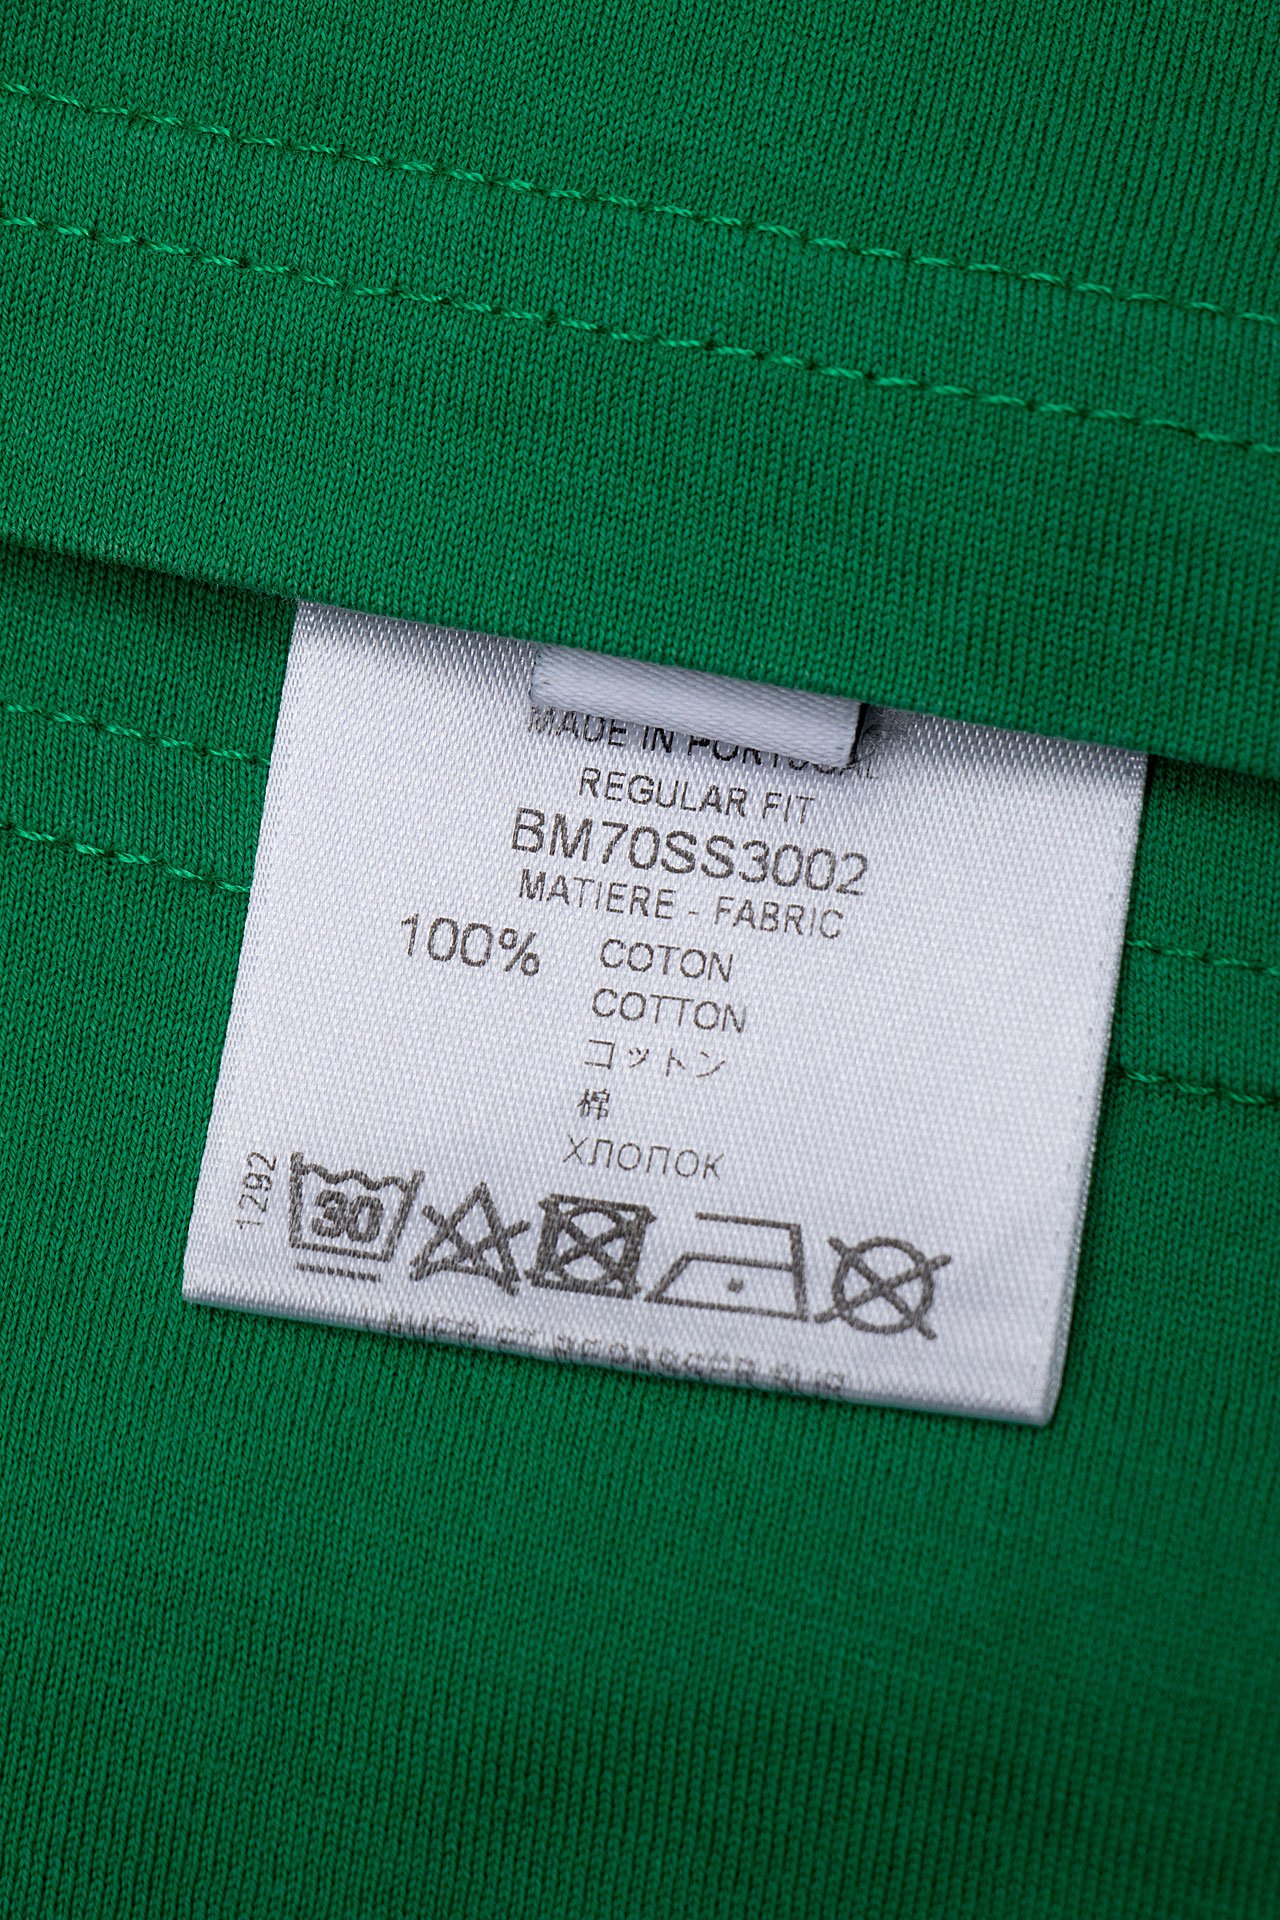 MADE IN PORTUGAL
REGULAR FIT
BM70SS3002
MATIERE - FABRIC
100% COTON
COTTON
コットン
棉
ХЛОПОК
1292
30